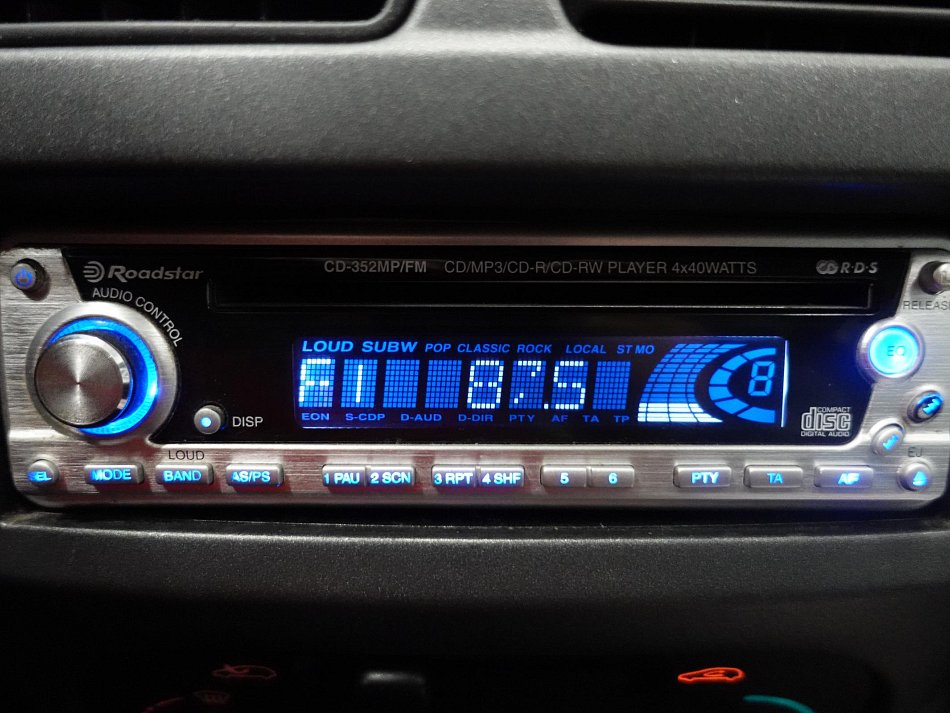 Roadstar CD-352MP/FM CD/MP3/CD-R/CD-RW PLAYER 4x40WATTS R·D·S
AUDIO CONTROL
RELEAS
LOUD SUBW POP CLASSIC ROCK LOCAL ST MO
F1 87.5 8
EQ
EON S-CDP D-AUD D-DIR PTY AF TA TP
DISP
COMPACT
disc
DIGITAL AUDIO
LOUD
EJ
SEL MODE BAND AS/PS 1 PAU 2 SCN 3 RPT 4 SHF 5 6 PTY TA AF